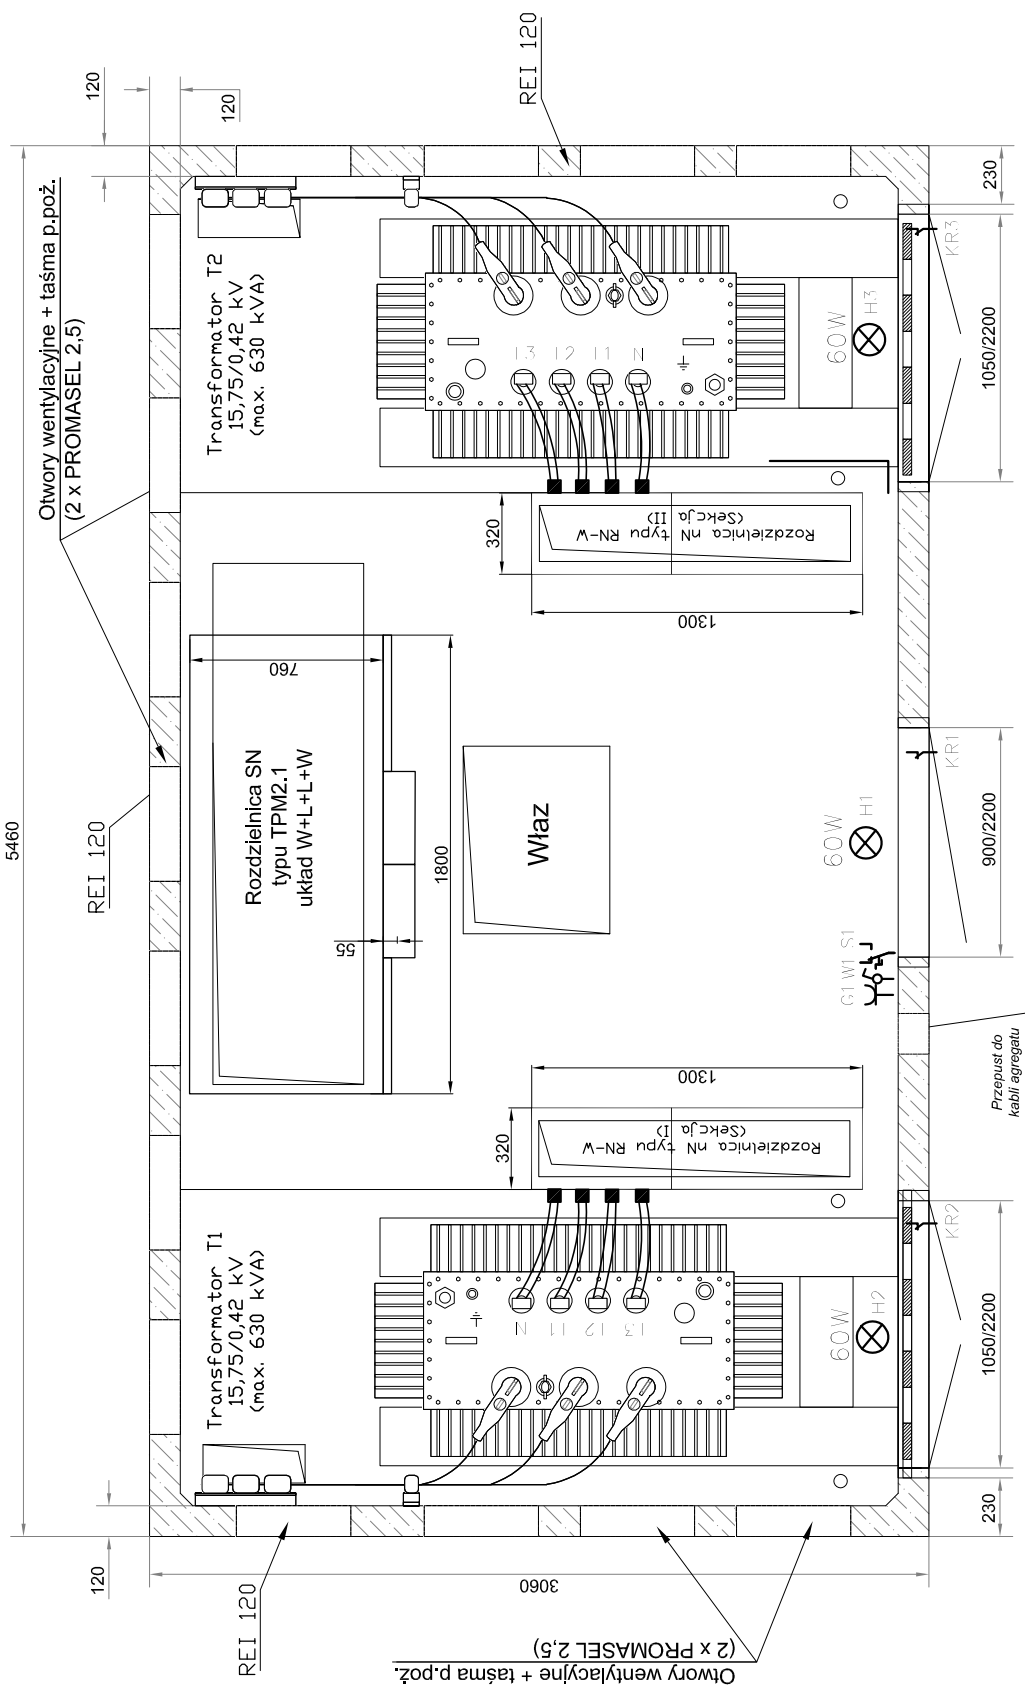 5460
120
120
Otwory wentylacyjne + taśma p.poż.
(2 x PROMASEL 2,5)
REI 120
REI 120
Transformator T2
15,75/0,42 kV
(max. 630 kVA)
230
KR3
1050/2200
60W
H3
L3
L2
L1
N
Rozdzielnica nN typu RN-W
(Sekcja II)
320
1300
760
Rozdzielnica SN
typu TPM2.1
układ W+L+L+W
1800
55
Właz
KR1
60W
H1
900/2200
G1 W1 S1
Przepust do
kabli agregatu
1300
320
Rozdzielnica nN typu RN-W
(Sekcja I)
Transformator T1
15,75/0,42 kV
(max. 630 kVA)
N
L1
L2
L3
60W
H2
KR2
1050/2200
230
120
3060
REI 120
Otwory wentylacyjne + taśma p.poż.
(2 x PROMASEL 2,5)